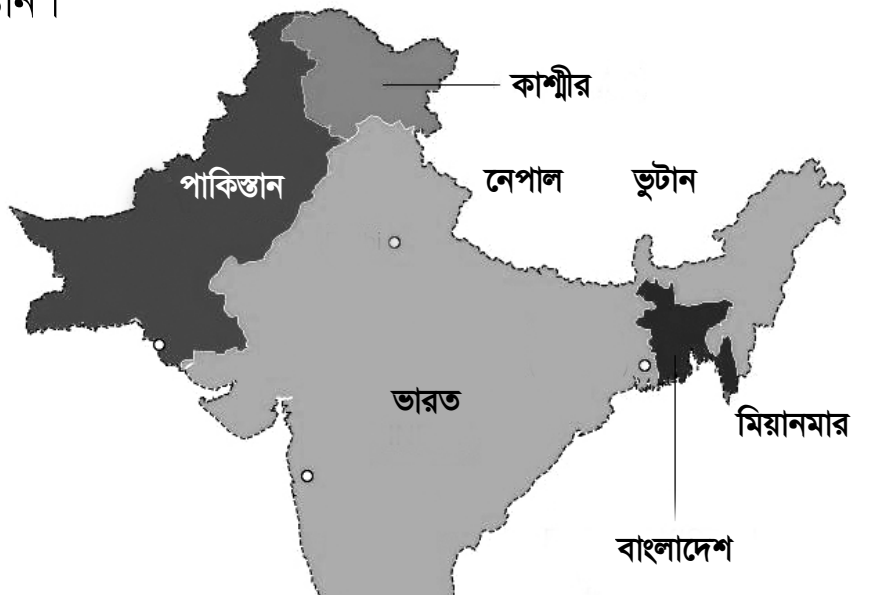 কাশ্মীর
পাকিস্তান
নেপাল
ভুটান
ভারত
মিয়ানমার
বাংলাদেশ